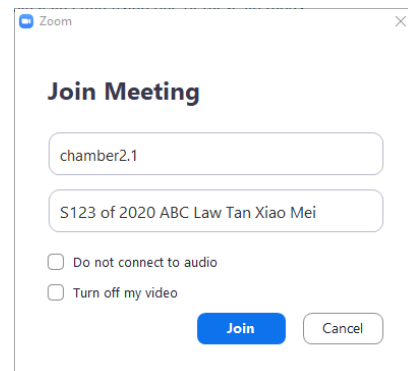 Zoom
Join Meeting
chamber2.1
S123 of 2020 ABC Law Tan Xiao Mei
Do not connect to audio
Turn off my video
Join Cancel